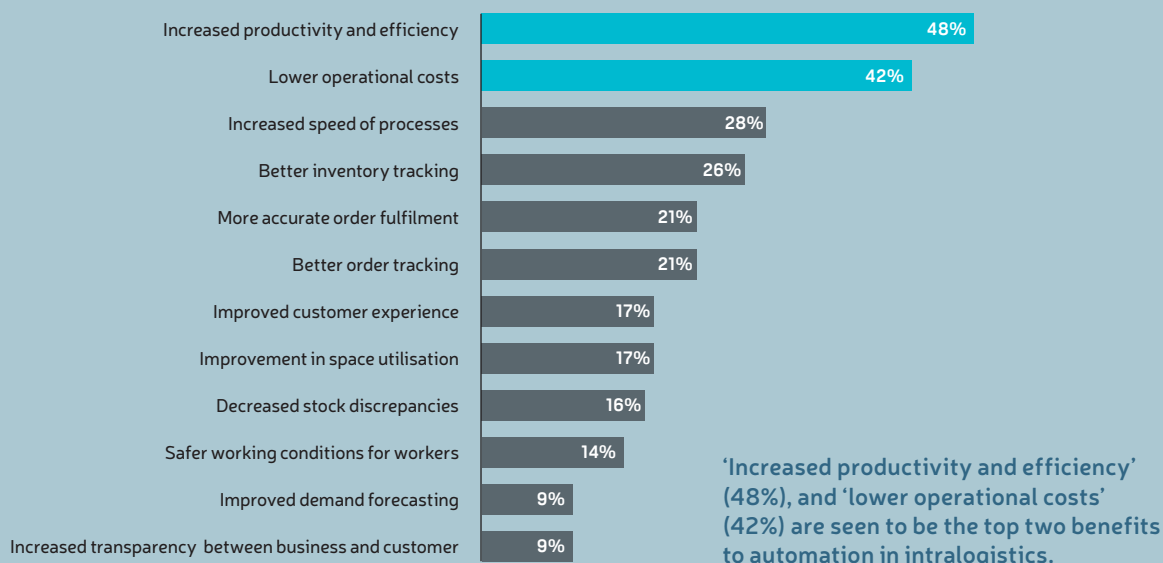 Increased productivity and efficiency 48%
Lower operational costs 42%
Increased speed of processes 28%
Better inventory tracking 26%
More accurate order fulfilment 21%
Better order tracking 21%
Improved customer experience 17%
Improvement in space utilisation 17%
Decreased stock discrepancies 16%
Safer working conditions for workers 14%
Improved demand forecasting 9%
Increased transparency between business and customer 9%
‘Increased productivity and efficiency’
(48%), and ‘lower operational costs’
(42%) are seen to be the top two benefits
to automation in intralogistics.